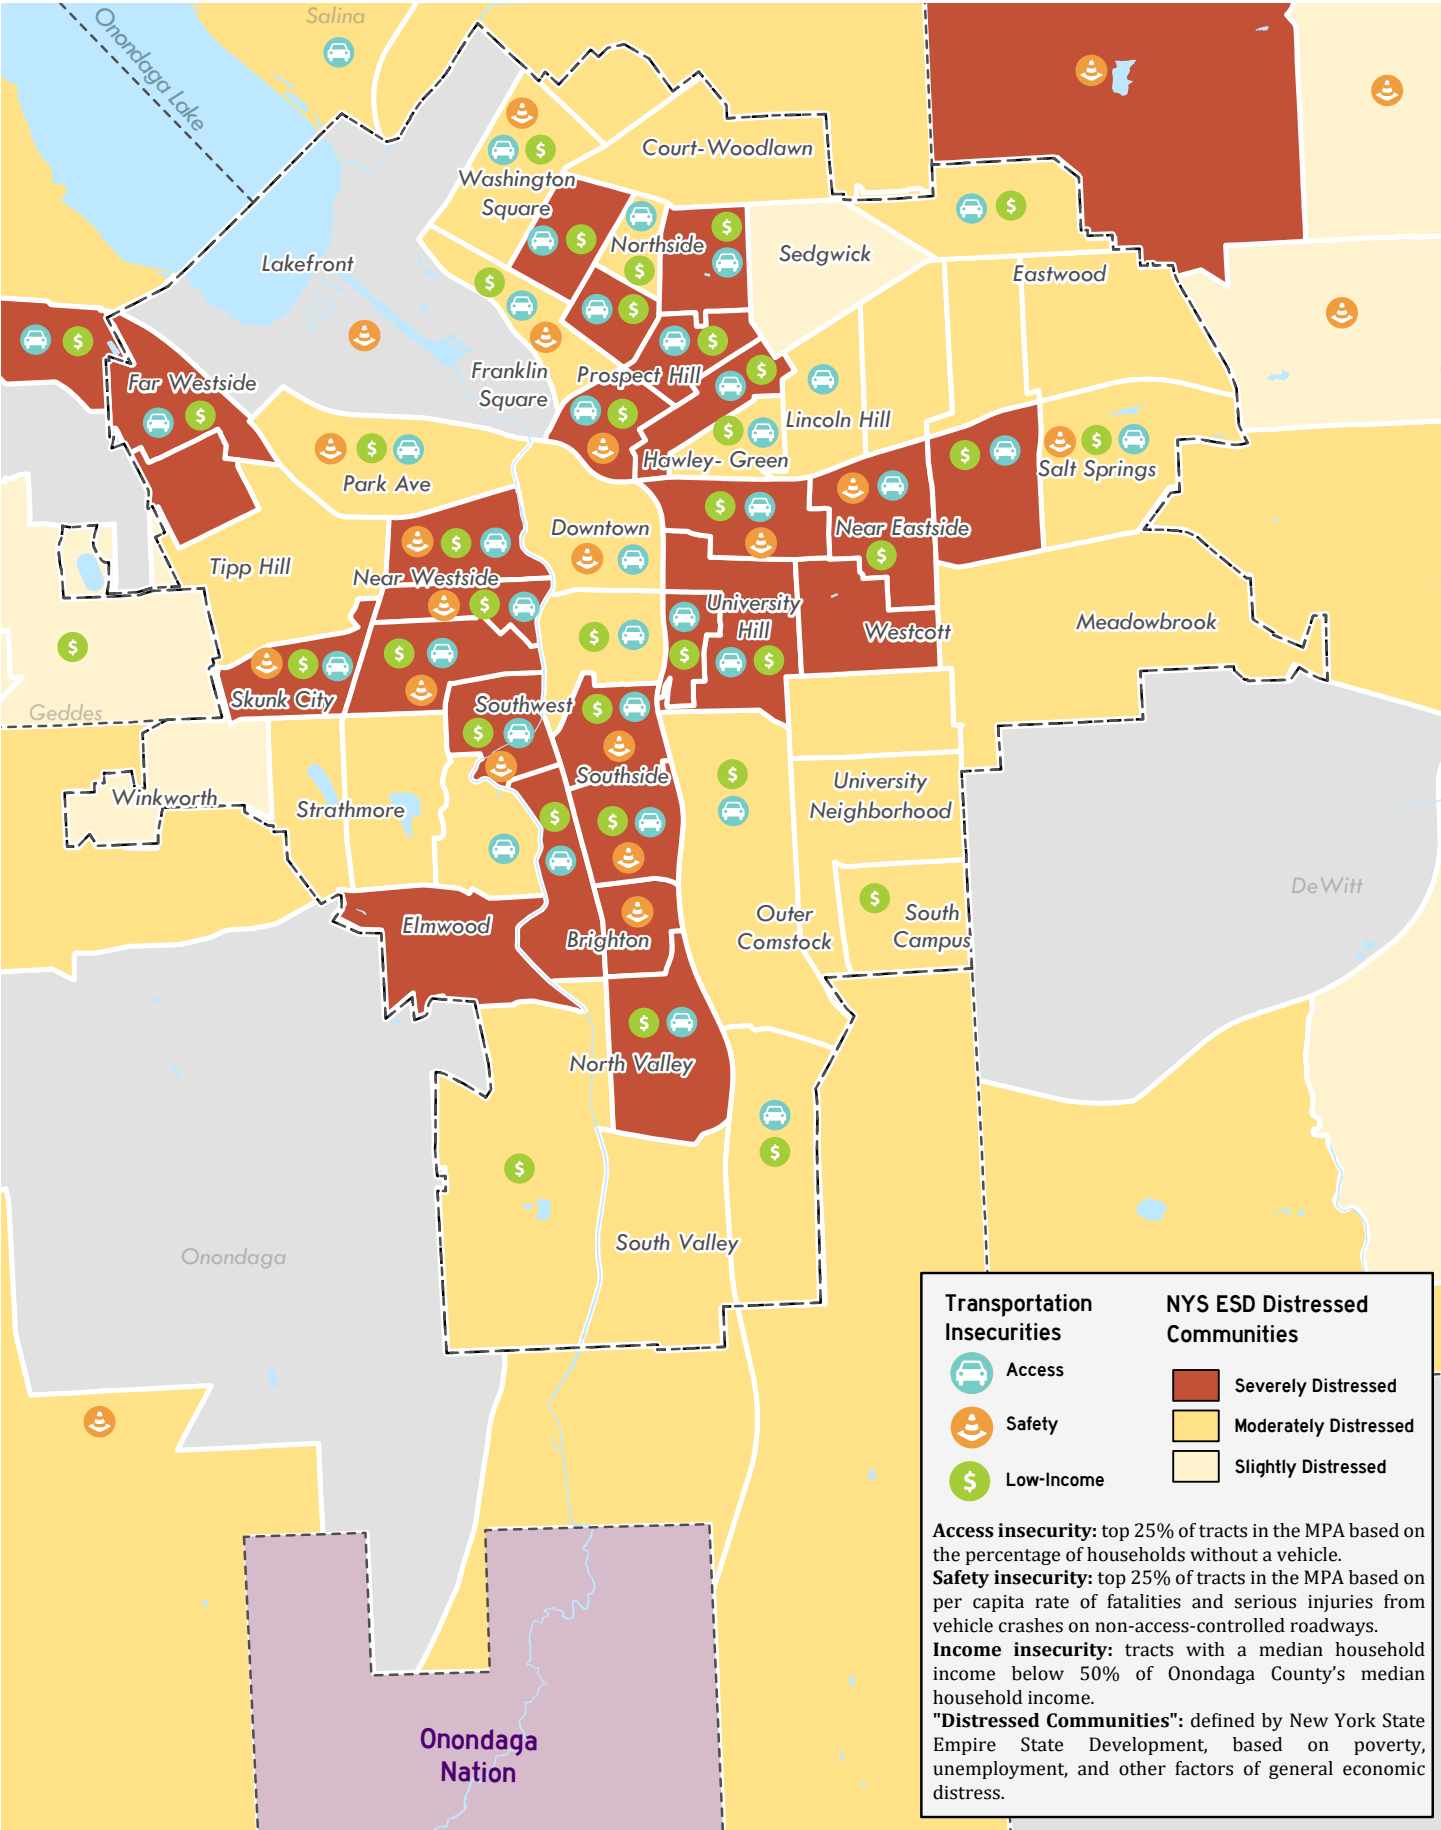 Salina
Onondaga Lake
Court-Woodlawn
Washington
Square
Northside
Sedgwick
Lakefront
Eastwood
Far Westside
Franklin
Square
Prospect Hill
Lincoln Hill
Hawley- Green
Salt Springs
Park Ave
Downtown
Near Eastside
Tipp Hill
Near Westside
University
Hill
Westcott
Meadowbrook
Skunk City
Southwest
Geddes
Southside
Winkworth
Strathmore
University
Neighborhood
DeWitt
Elmwood
Brighton
Outer
Comstock
South
Campus
North Valley
South Valley
Onondaga
Onondaga
Nation
Transportation
Insecurities
Access
Safety
$ Low-Income
NYS ESD Distressed
Communities
Severely Distressed
Moderately Distressed
Slightly Distressed
Access insecurity: top 25% of tracts in the MPA based on
the percentage of households without a vehicle.
Safety insecurity: top 25% of tracts in the MPA based on
per capita rate of fatalities and serious injuries from
vehicle crashes on non-access-controlled roadways.
Income insecurity: tracts with a median household
income below 50% of Onondaga County's median
household income.
"Distressed Communities": defined by New York State
Empire State Development, based on poverty,
unemployment, and other factors of general economic
distress.